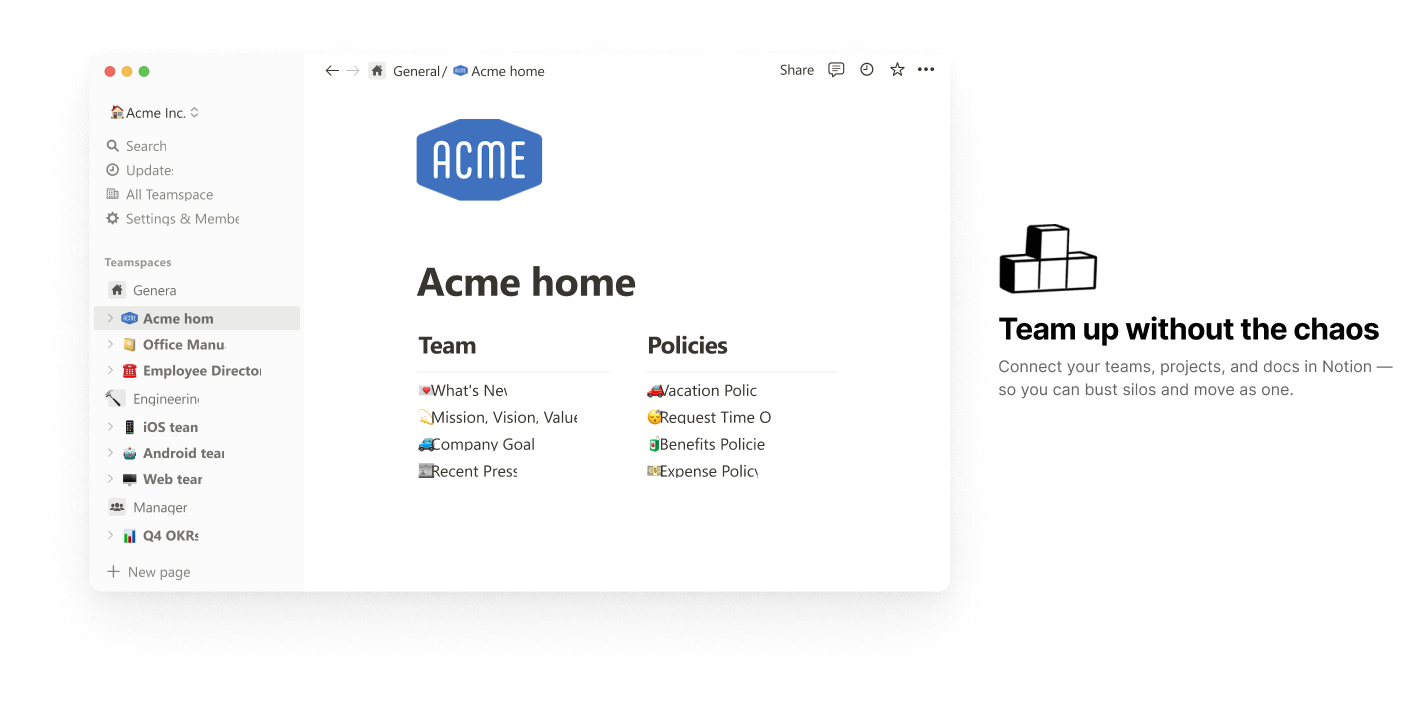 General / Acme home
Share
Acme Inc.
Search
Update
All Teamspace
Settings & Membe
Teamspaces
Genera
Acme hom
Office Manu
Employee Directo
Engineerin
iOS tean
Android tear
Web tear
Manager
Q4 OKRs
New page
ACME
Acme home
Team
What's Nev
Mission, Vision, Value
Company Goal
Recent Press
Policies
Vacation Polic
Request Time O
Benefits Policie
Expense Policy
Team up without the chaos
Connect your teams, projects, and docs in Notion —
so you can bust silos and move as one.